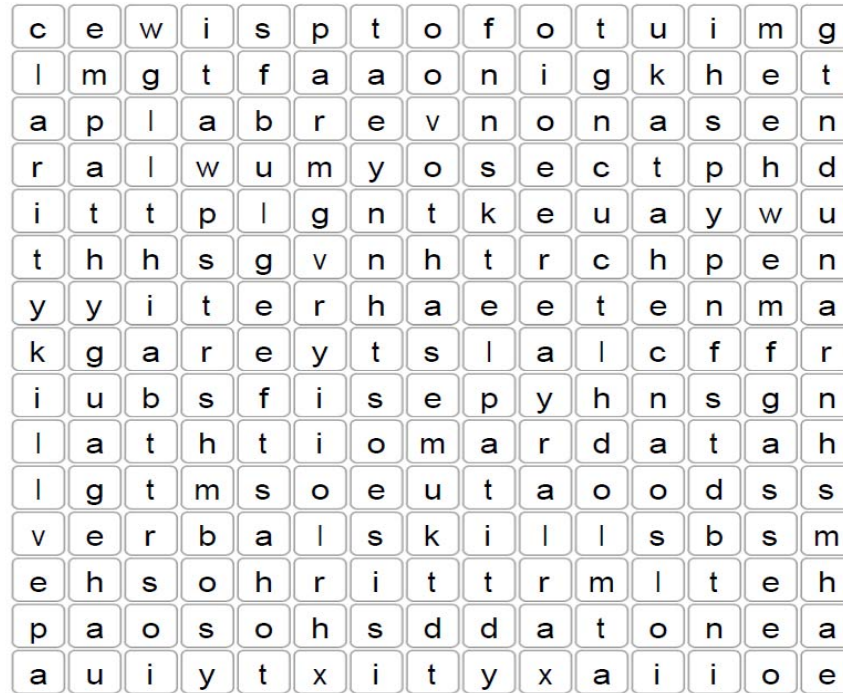 c e w i s p t o f o t u i m g
l m g t f a a o n i g k h e t
a p l a b r e v n o n a s e n
r a l w u m y o s e c t p h d
i t t p l g n t k e u a y w u
t h h s g v n h t r c h p e n
y y i t e r h a e e t e n m a
k g a r e y t s l a l c f f r
i u b s f i s e p y h n s g n
l a t h t i o m a r d a t a h
l g t m s o e u t a o o d s s
v e r b a l s k i l l s b s m
e h s o h r i t t r m l t e h
p a o s o h s d d a t o n e a
a u i y t x i t y x a i i o e